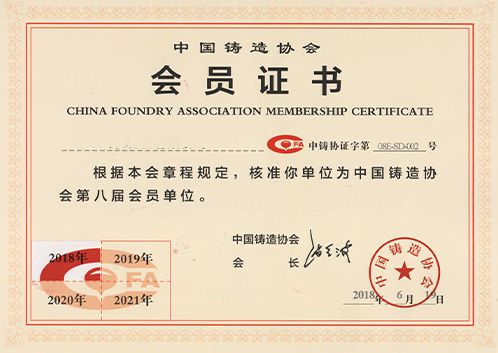 中国铸造协会
会员证书
CHINA FOUNDRY ASSOCIATION MEMBERSHIP CERTIFICATE
CFA 中铸协证字第 08E-SD-002 号
根据本会章程规定，核准你单位为中国铸造协
会第八届会员单位。
2018年 2019年
CFA
2020年 2021年
中国铸造协会
会 长
中国铸造协会
2018年 6月 19日